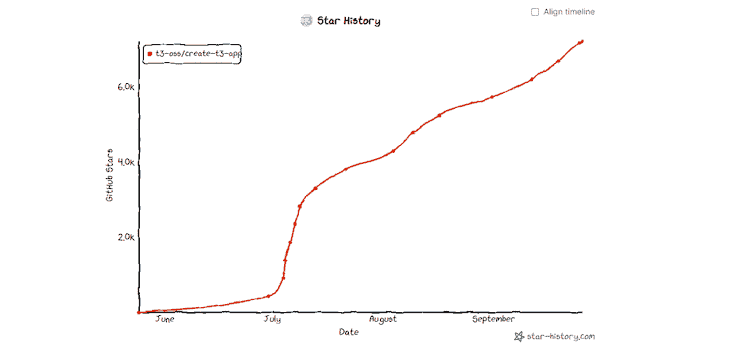 Align timeline
Star History
t3-oss/create-t3-app
6.0k
4.0k
2.0k
GitHub Stars
June
July
August
September
Date
star-history.com